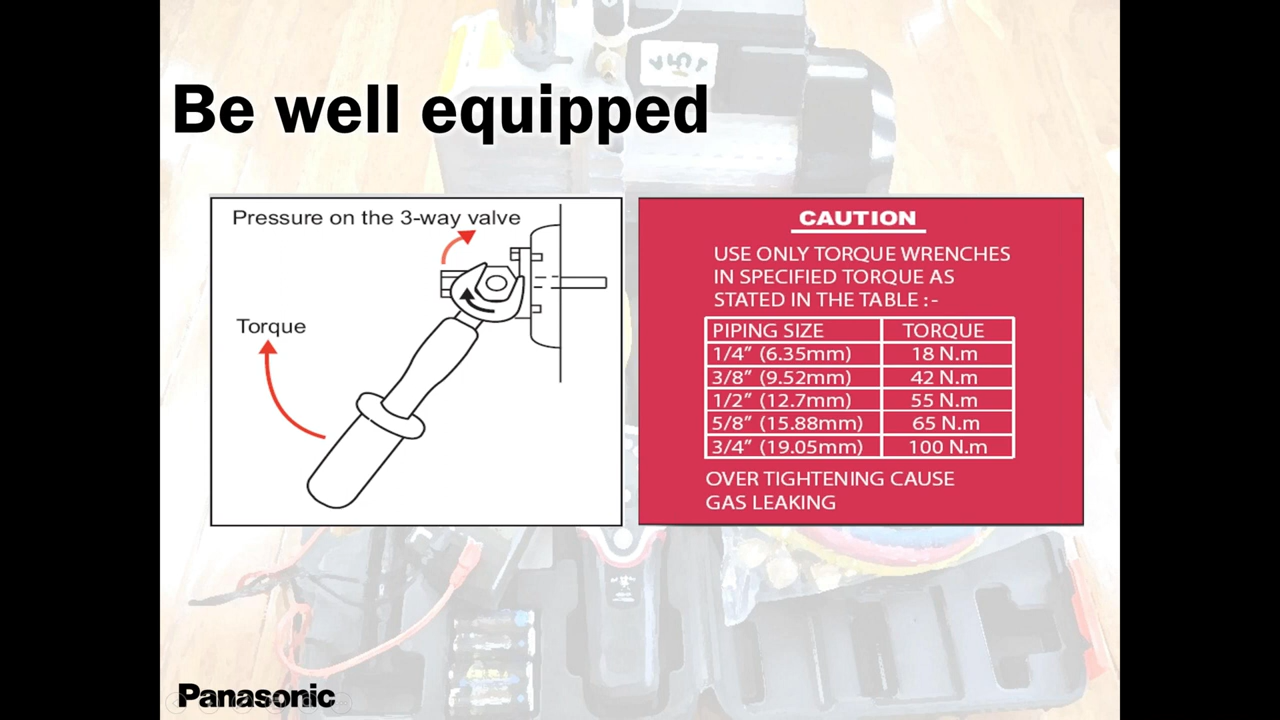 Be well equipped
Pressure on the 3-way valve
Torque
CAUTION
USE ONLY TORQUE WRENCHES
IN SPECIFIED TORQUE AS
STATED IN THE TABLE :-
PIPING SIZE TORQUE
1/4” (6.35mm) 18 N.m
3/8” (9.52mm) 42 N.m
1/2” (12.7mm) 55 N.m
5/8” (15.88mm) 65 N.m
3/4” (19.05mm) 100 N.m
OVER TIGHTENING CAUSE
GAS LEAKING
Panasonic